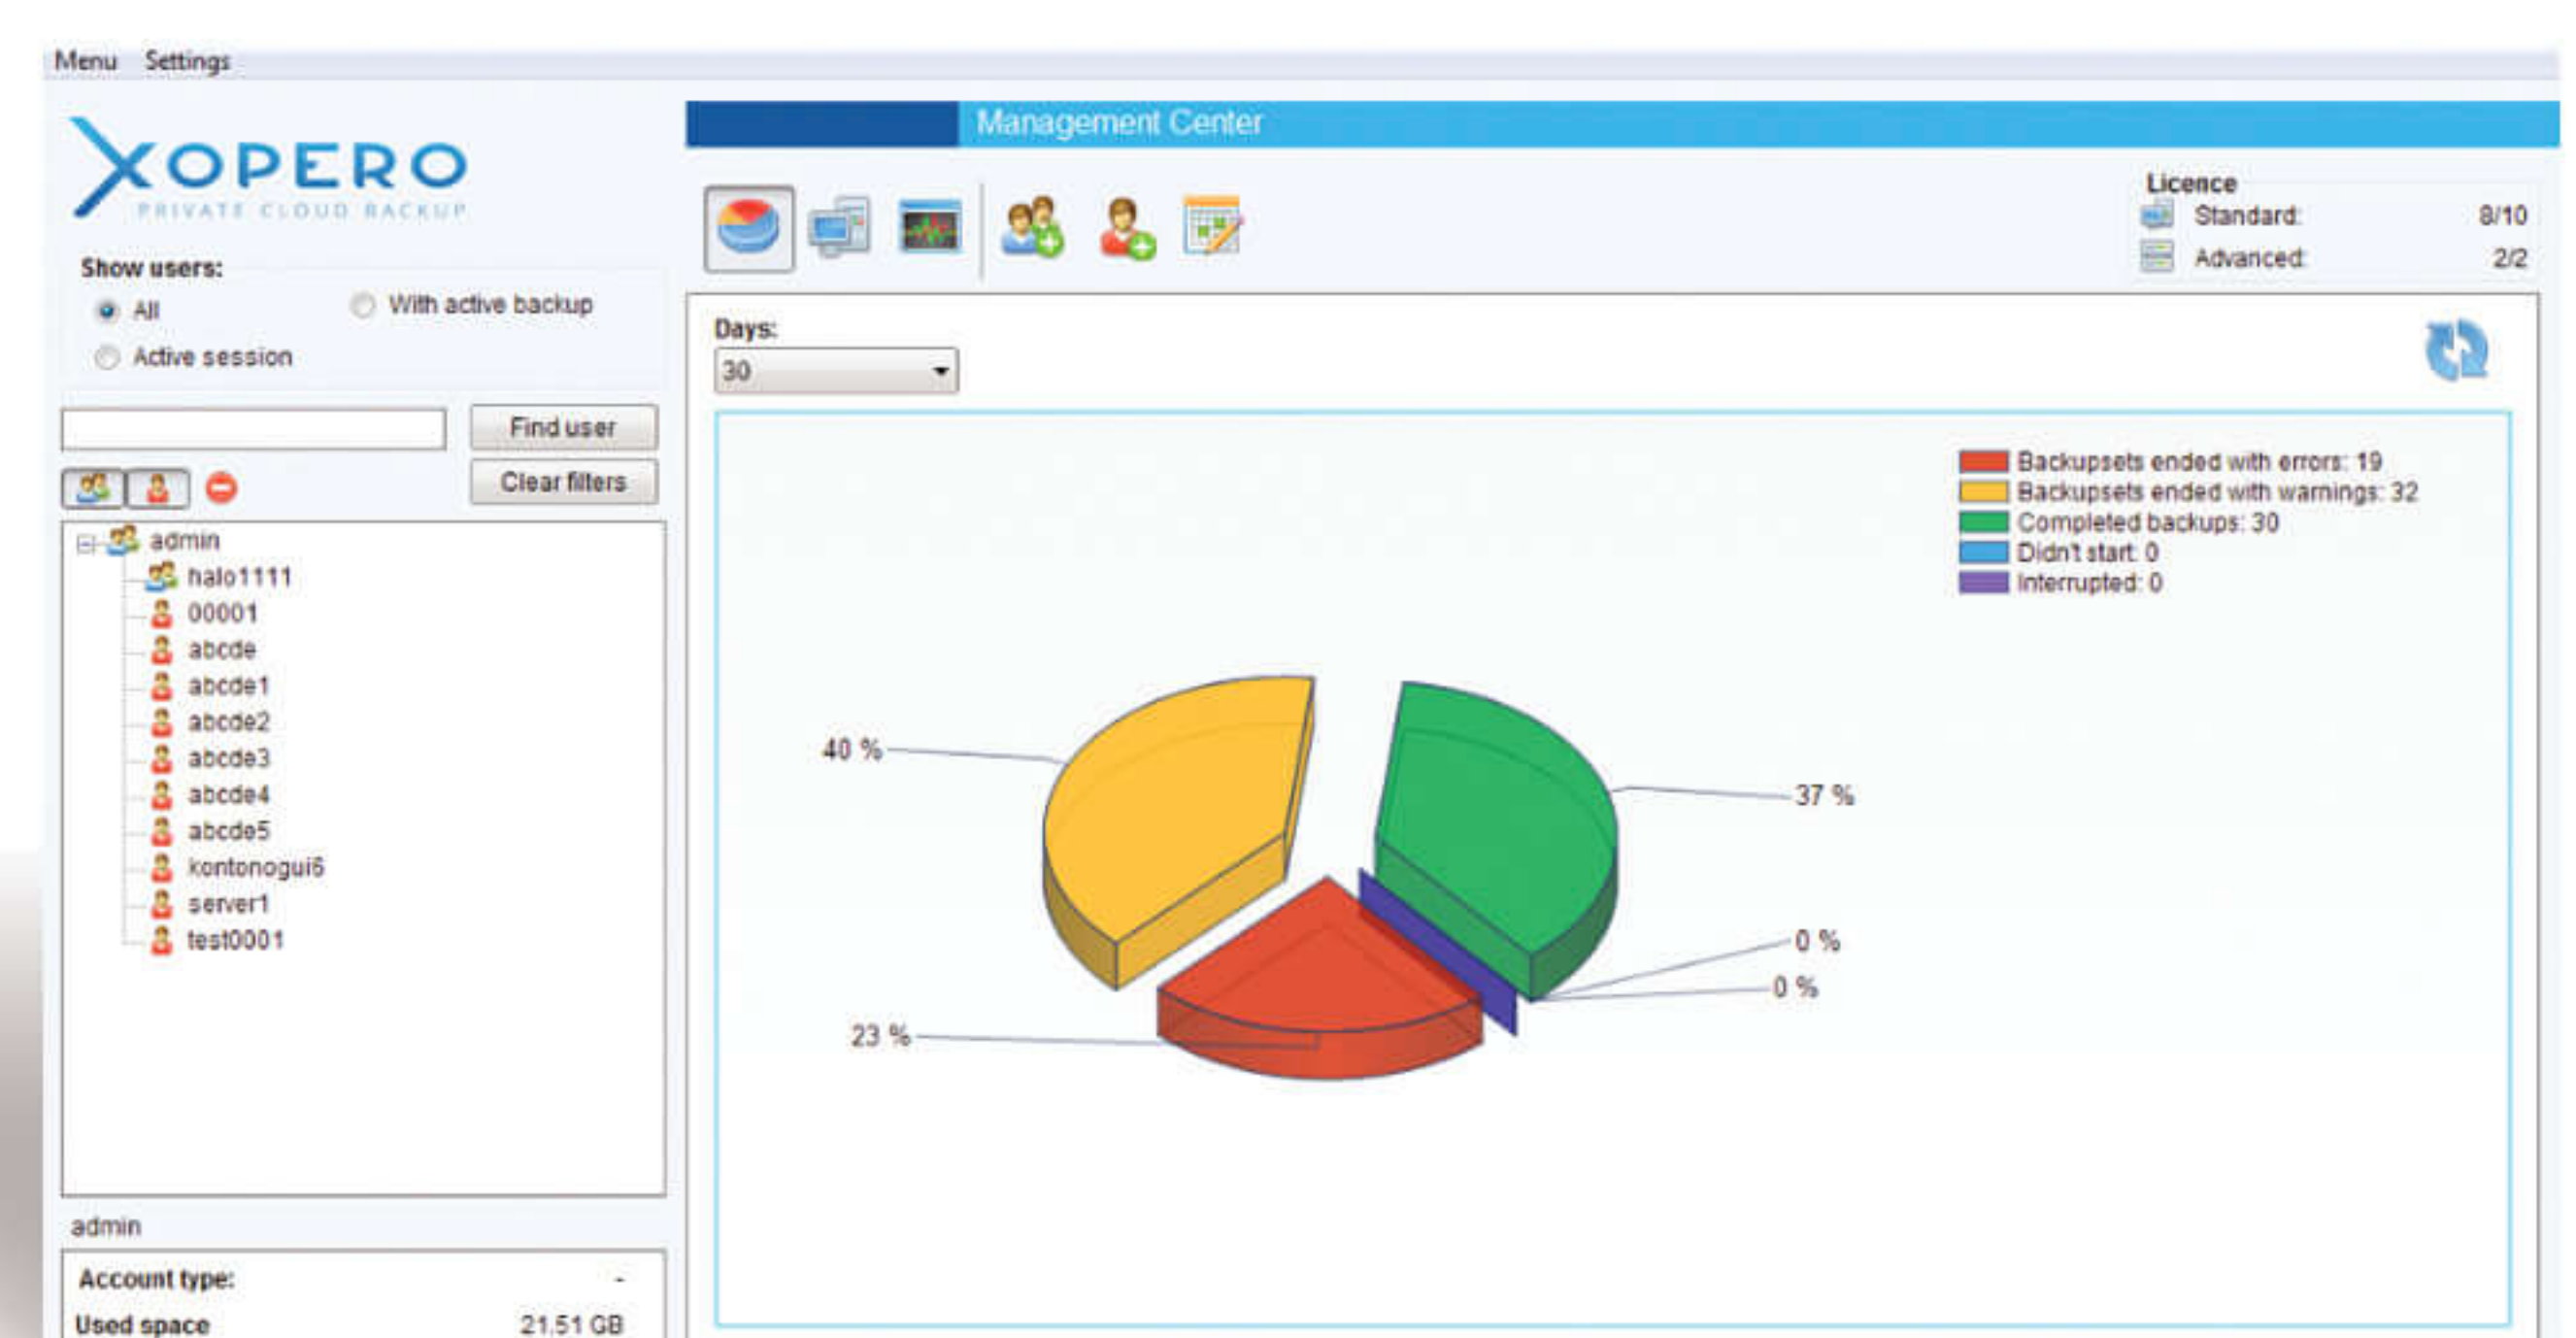 Menu Settings
XOPERO
PRIVATE CLOUD BACKUP
Show users:
All
With active backup
Active session
Find user
Clear filters
admin
halo1111
00001
abcde
abcde1
abcde2
abcde3
abcde4
abcde5
kontonogui6
server1
test0001
admin
Account type: -
Used space 21,51 GB
Management Center
Licence
Standard: 8/10
Advanced: 2/2
Days:
30
Backupsets ended with errors: 19
Backupsets ended with warnings: 32
Completed backups: 30
Didn't start: 0
Interrupted: 0
40 %
37 %
0 %
0 %
23 %